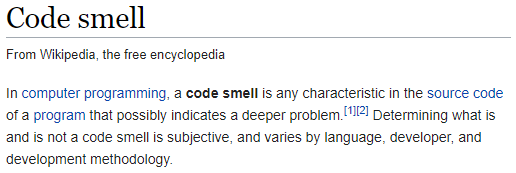 Code smell
From Wikipedia, the free encyclopedia
In computer programming, a code smell is any characteristic in the source code
of a program that possibly indicates a deeper problem.[1][2] Determining what is
and is not a code smell is subjective, and varies by language, developer, and
development methodology.